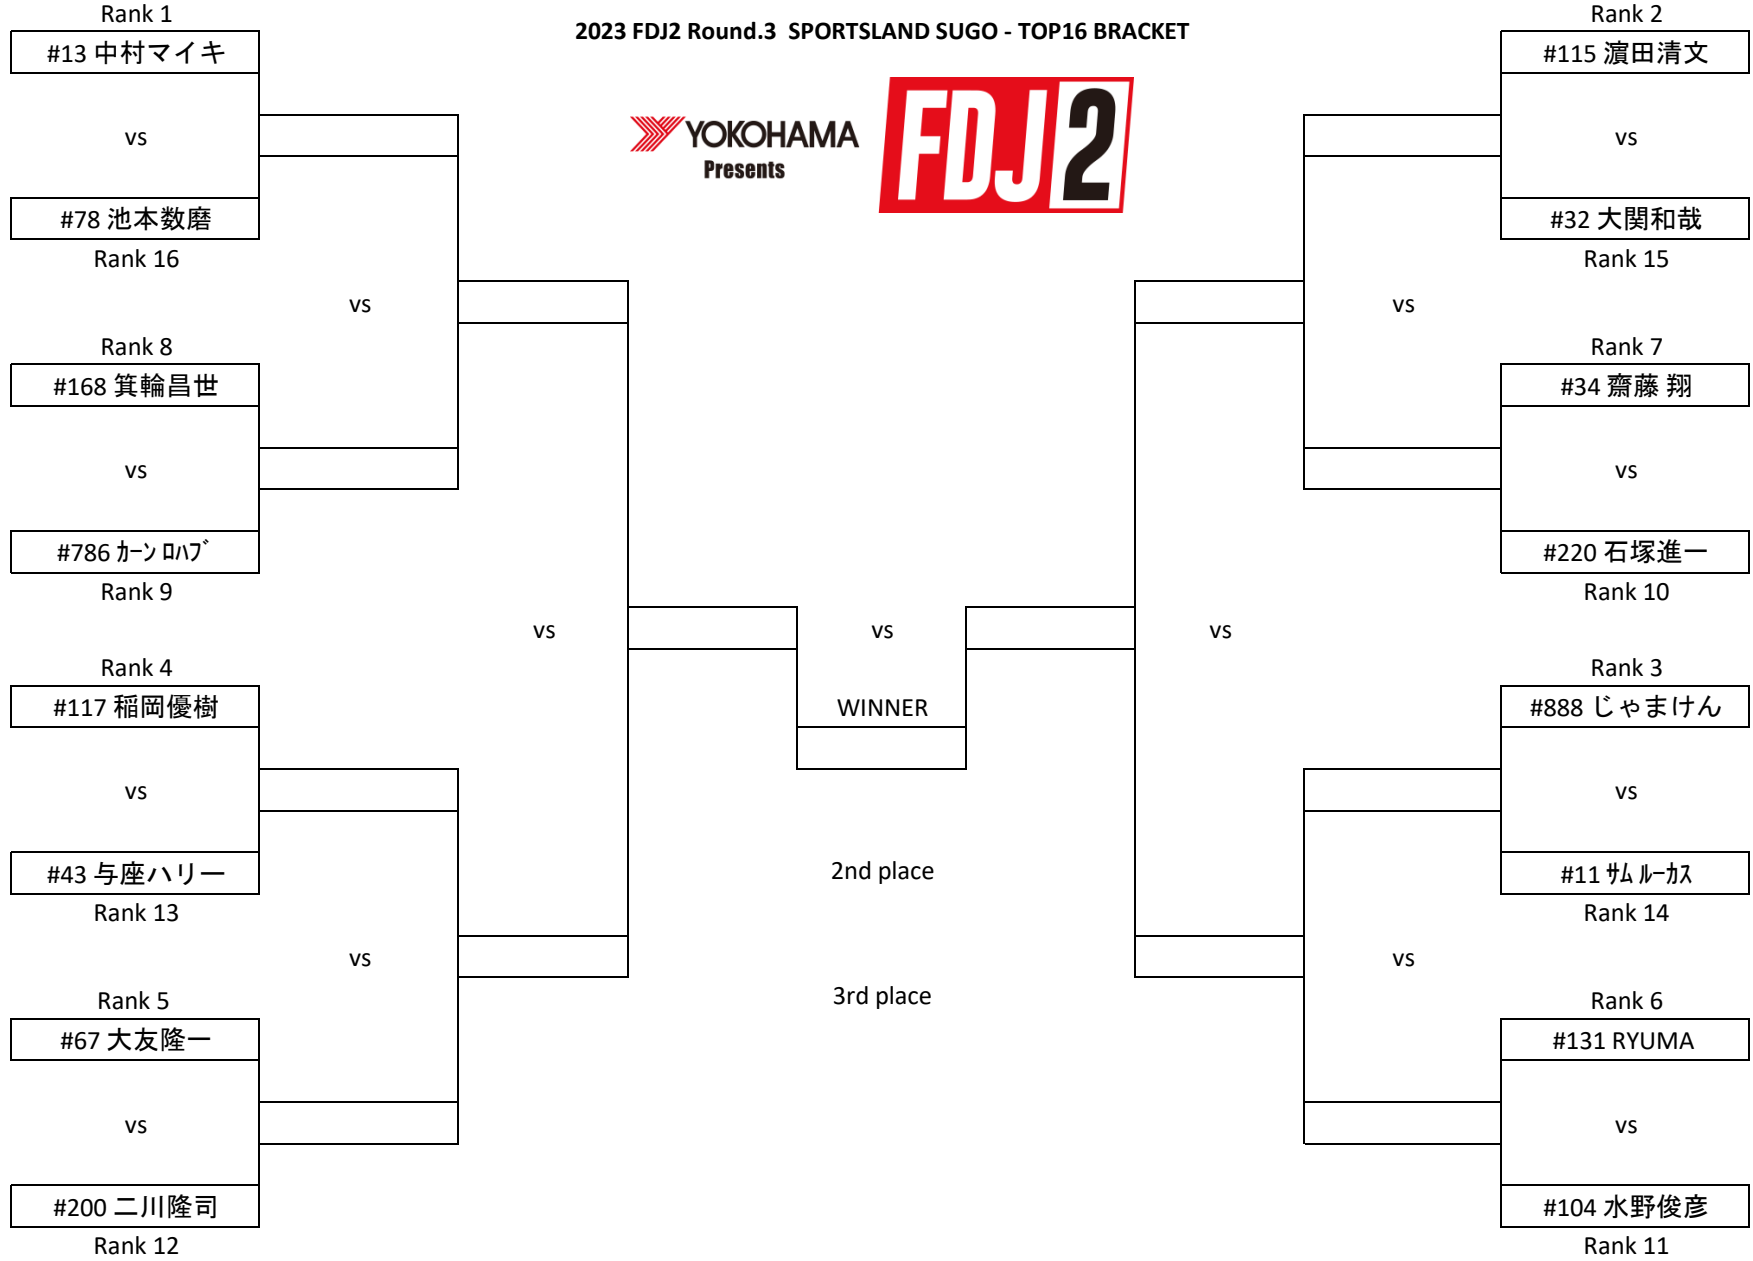 2023 FDJ2 Round.3 SPORTSLAND SUGO - TOP16 BRACKET
YOKOHAMA
Presents
FDJ2
Rank 1
#13 中村マイキ
vs
#78 池本数磨
Rank 16
vs
Rank 8
#168 箕輪昌世
vs
#786 ｶｰﾝ ﾛﾊﾌﾞ
Rank 9
vs
Rank 4
#117 稲岡優樹
vs
#43 与座ハリー
Rank 13
vs
Rank 5
#67 大友隆一
vs
#200 二川隆司
Rank 12
vs
WINNER
2nd place
3rd place
Rank 2
#115 濵田清文
vs
#32 大関和哉
Rank 15
vs
Rank 7
#34 齋藤 翔
vs
#220 石塚進一
Rank 10
vs
Rank 3
#888 じゃまけん
vs
#11 ｻﾑ ﾙｰｶｽ
Rank 14
vs
Rank 6
#131 RYUMA
vs
#104 水野俊彦
Rank 11